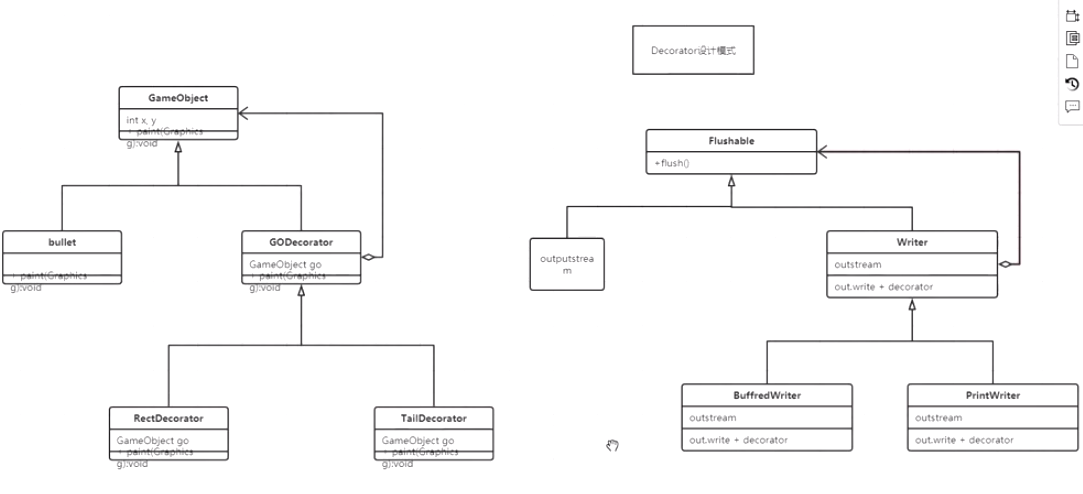 Decorator设计模式
GameObject
int x, y
+ paint(Graphics
g):void
bullet
+ paint(Graphics
g):void
GODecorator
GameObject go
+ paint(Graphics
g):void
RectDecorator
GameObject go
+ paint(Graphics
g):void
TailDecorator
GameObject go
+ paint(Graphics
g):void
Flushable
+flush()
outputstrea
m
Writer
outstream
out.write + decorator
BuffredWriter
outstream
out.write + decorator
PrintWriter
outstream
out.write + decorator